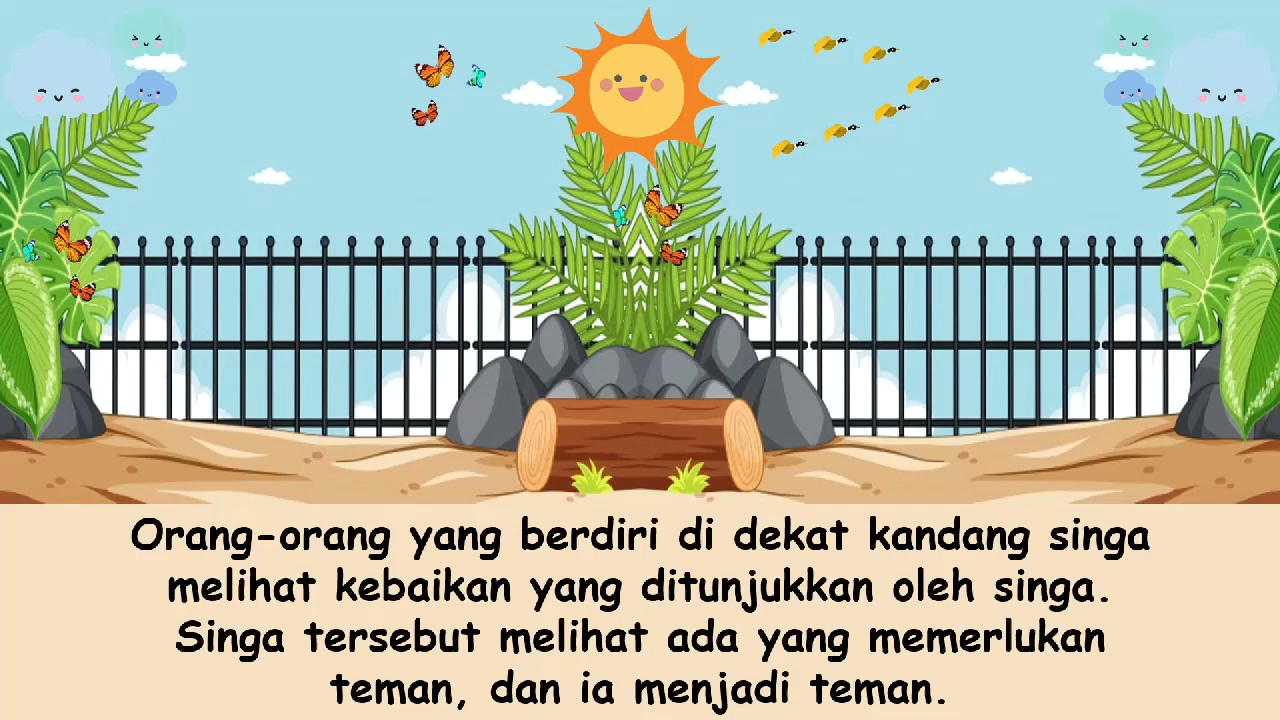 Orang-orang yang berdiri di dekat kandang singa
melihat kebaikan yang ditunjukkan oleh singa.
Singa tersebut melihat ada yang memerlukan
teman, dan ia menjadi teman.